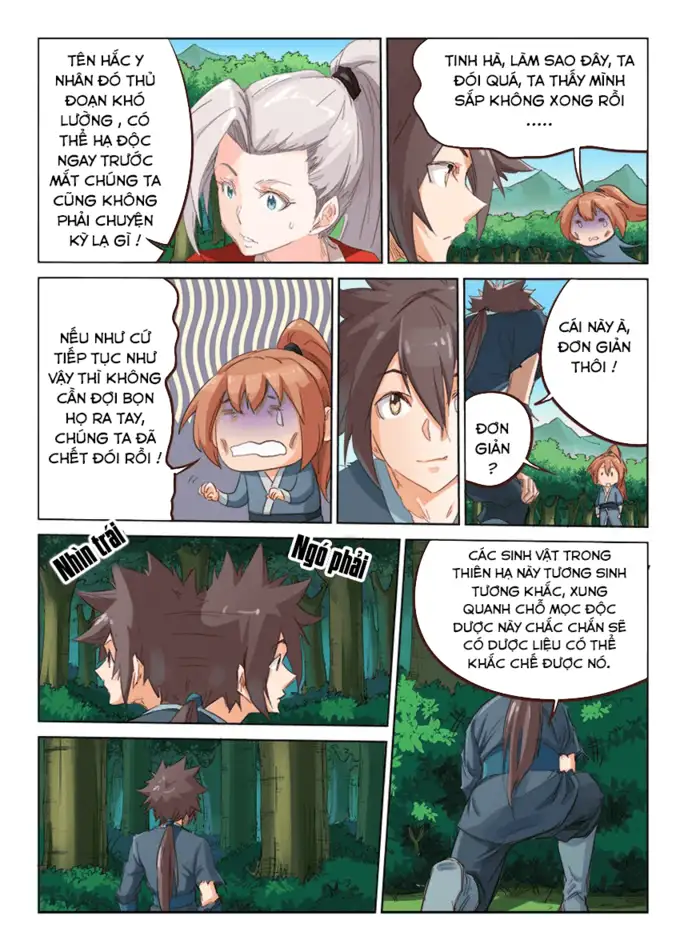 TÊN HẮC Y
NHÂN ĐÓ THỦ
ĐOẠN KHÓ
LƯỜNG , CÓ
THỂ HẠ ĐỘC
NGAY TRƯỚC
MẮT CHÚNG TA
CŨNG KHÔNG
PHẢI CHUYỆN
KỲ LẠ GÌ !
TINH HÀ, LÀM SAO ĐÂY, TA
ĐÓI QUÁ, TA THẤY MÌNH
SẮP KHÔNG XONG RỒI
.....
NẾU NHƯ CỨ
TIẾP TỤC NHƯ
VẬY THÌ KHÔNG
CẦN ĐỢI BỌN
HỌ RA TAY,
CHÚNG TA ĐÃ
CHẾT ĐÓI RỒI !
CÁI NÀY À,
ĐƠN GIẢN
THÔI !
ĐƠN
GIẢN
?
Nhìn trái
Ngó phải
CÁC SINH VẬT TRONG
THIÊN HẠ NÀY TƯƠNG SINH
TƯƠNG KHẮC, XUNG
QUANH CHỖ MỌC ĐỘC
DƯỢC NÀY CHẮC CHẮN SẼ
CÓ DƯỢC LIỆU CÓ THỂ
KHẮC CHẾ ĐƯỢC NÓ.